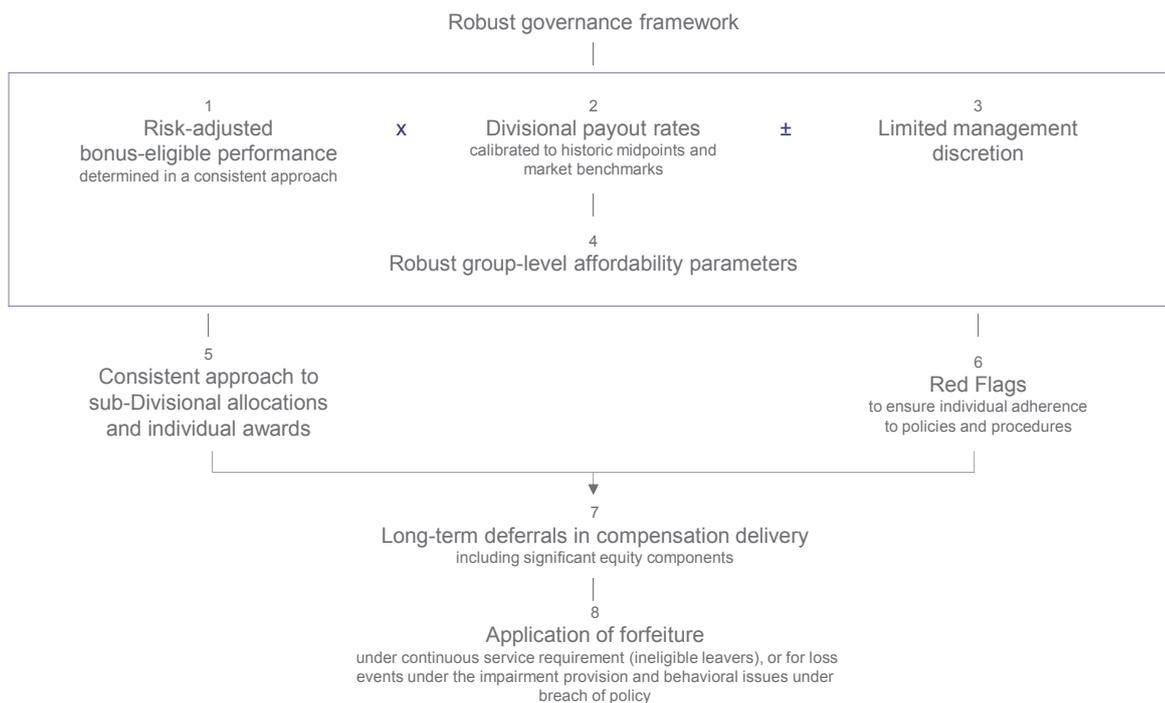 Robust governance framework
1
Risk-adjusted
bonus-eligible performance
determined in a consistent approach
x
2
Divisional payout rates
calibrated to historic midpoints and
market benchmarks
±
3
Limited management
discretion
4
Robust group-level affordability parameters
5
Consistent approach to
sub-Divisional allocations
and individual awards
6
Red Flags
to ensure individual adherence
to policies and procedures
7
Long-term deferrals in compensation delivery
including significant equity components
8
Application of forfeiture
under continuous service requirement (ineligible leavers), or for loss
events under the impairment provision and behavioral issues under
breach of policy